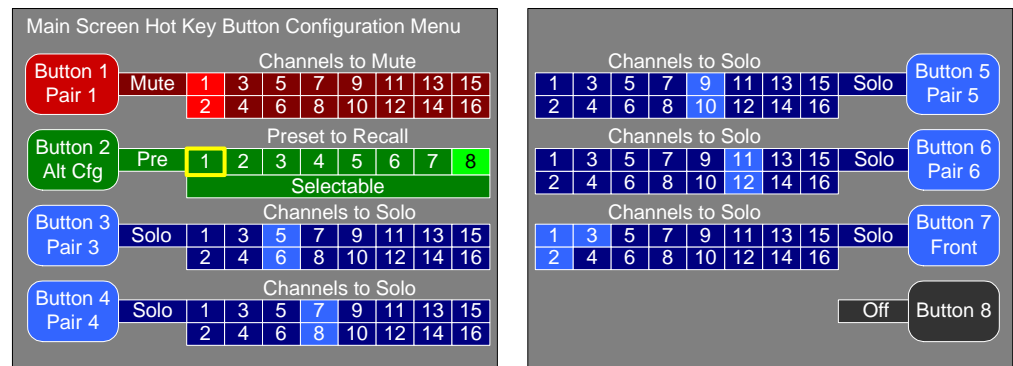 Main Screen Hot Key Button Configuration Menu
Button 1
Pair 1
Channels to Mute
Mute 1 3 5 7 9 11 13 15
2 4 6 8 10 12 14 16
Button 2
Alt Cfg
Preset to Recall
Pre 1 2 3 4 5 6 7 8
Selectable
Button 3
Pair 3
Channels to Solo
Solo 1 3 5 7 9 11 13 15
2 4 6 8 10 12 14 16
Button 4
Pair 4
Channels to Solo
Solo 1 3 5 7 9 11 13 15
2 4 6 8 10 12 14 16
Channels to Solo
1 3 5 7 9 11 13 15 Solo
2 4 6 8 10 12 14 16
Button 5
Pair 5
Channels to Solo
1 3 5 7 9 11 13 15 Solo
2 4 6 8 10 12 14 16
Button 6
Pair 6
Channels to Solo
1 3 5 7 9 11 13 15 Solo
2 4 6 8 10 12 14 16
Button 7
Front
Off Button 8